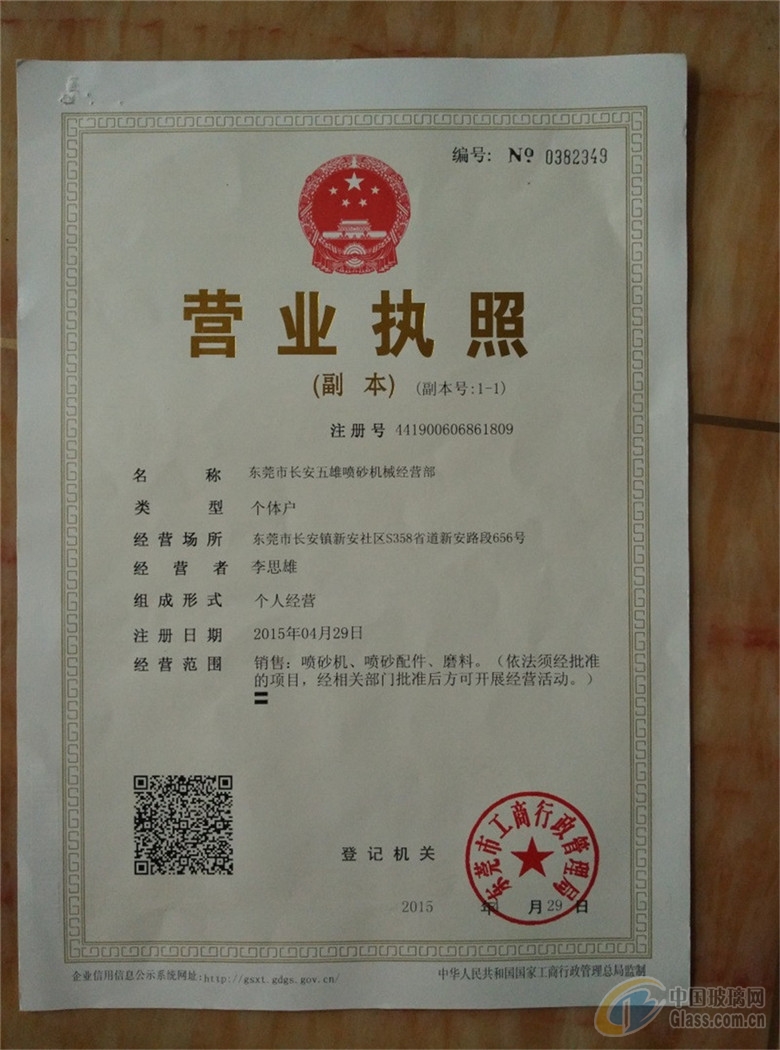 编号: Nº 0382349
营业执照
(副 本) (副本号:1-1)
注册号 441900606861809
名 称 东莞市长安五雄喷砂机械经营部
类 型 个体户
经营场所 东莞市长安镇新安社区S358省道新安路段656号
经 营 者 李思雄
组成形式 个人经营
注册日期 2015年04月29日
经营范围 销售：喷砂机、喷砂配件、磨料。（依法须经批准
的项目，经相关部门批准后方可开展经营活动。）
东莞市工商行政管理局
登记机关
2015 年 月 29 日
企业信用信息公示系统网址:http://gsxt.gdgs.gov.cn/
中华人民共和国国家工商行政管理总局监制
中国玻璃网
Glass.com.cn